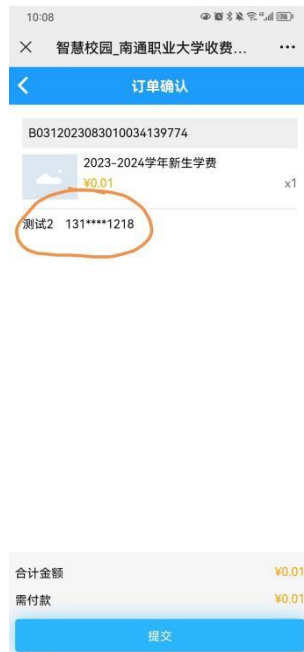 10:08
智慧校园_南通职业大学收费...
订单确认
B0312023083010034139774
2023-2024学年新生学费
¥0.01
x1
测试2 131****1218
合计金额 ¥0.01
需付款 ¥0.01
提交